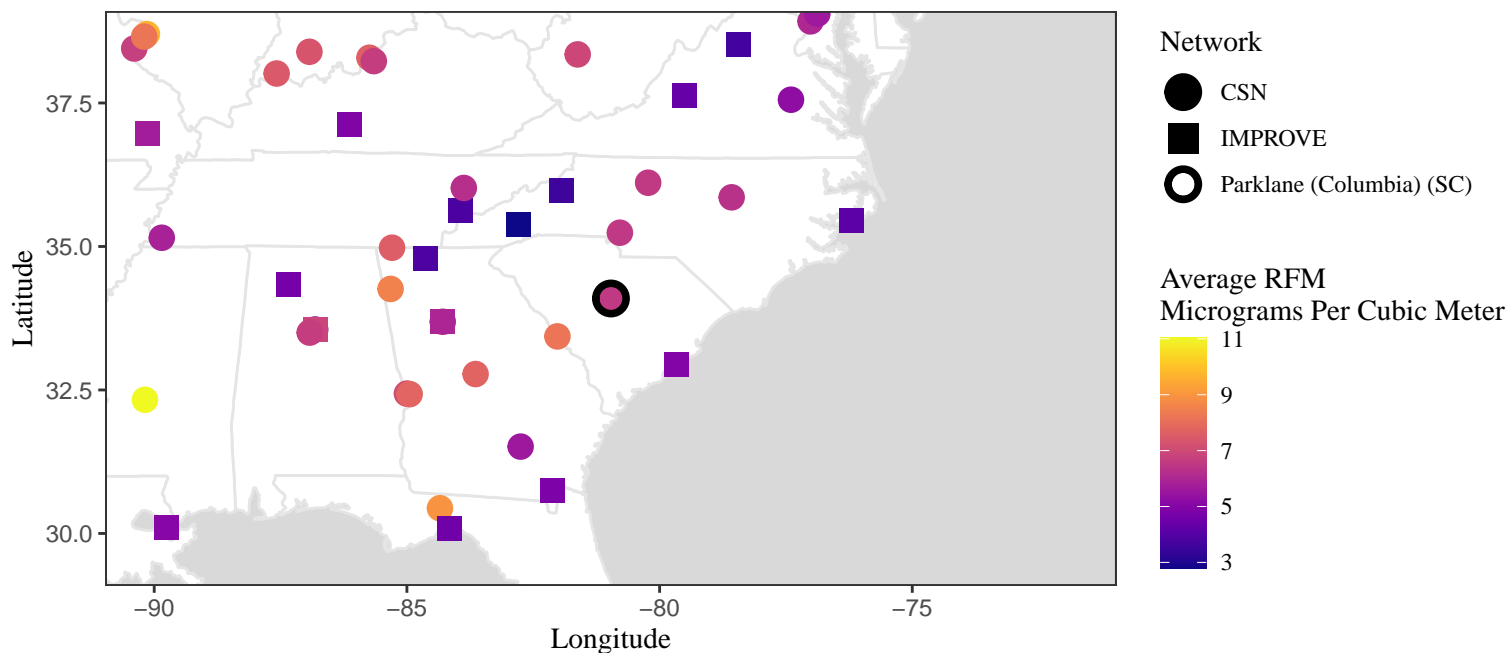 37.5
35.0
32.5
30.0
Latitude
−90
−85
−80
−75
Longitude
Network
CSN
IMPROVE
Parklane (Columbia) (SC)
Average RFM
Micrograms Per Cubic Meter
11
9
7
5
3